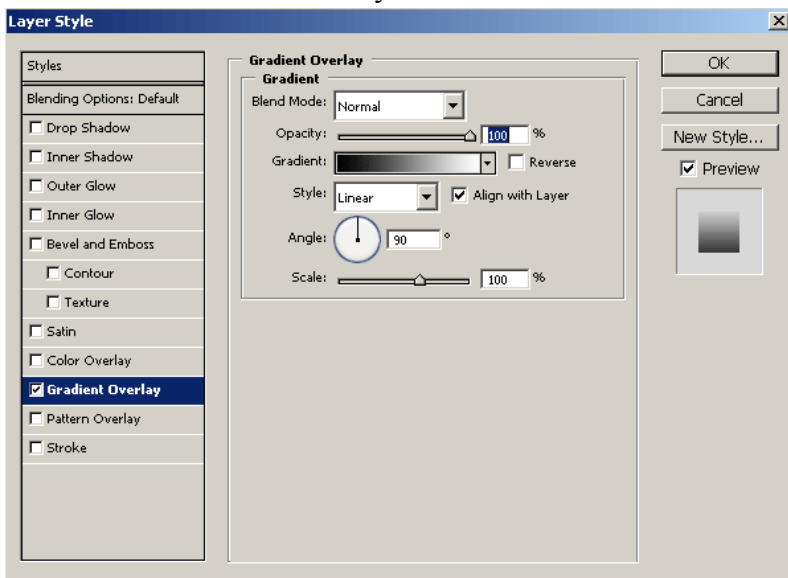 Layer Style
Styles
Blending Options: Default
Drop Shadow
Inner Shadow
Outer Glow
Inner Glow
Bevel and Emboss
Contour
Texture
Satin
Color Overlay
Gradient Overlay
Pattern Overlay
Stroke
Gradient Overlay
Gradient
Blend Mode: Normal
Opacity: 100 %
Gradient: Reverse
Style: Linear Align with Layer
Angle: 90 °
Scale: 100 %
OK
Cancel
New Style...
Preview